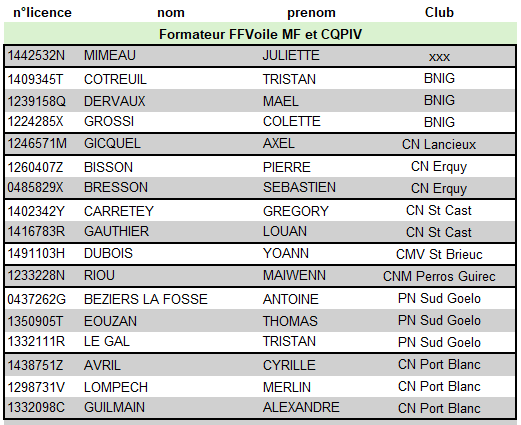 n°licence nom prenom Club
Formateur FFVoile MF et CQPIV
1442532N MIMEAU JULIETTE xxx
1409345T COTREUIL TRISTAN BNIG
1239158Q DERVAUX MAEL BNIG
1224285X GROSSI COLETTE BNIG
1246571M GICQUEL AXEL CN Lancieux
1260407Z BISSON PIERRE CN Erquy
0485829X BRESSON SEBASTIEN CN Erquy
1402342Y CARRETEY GREGORY CN St Cast
1416783R GAUTHIER LOUAN CN St Cast
1491103H DUBOIS YOANN CMV St Brieuc
1233228N RIOU MAIWENN CNM Perros Guirec
0437262G BEZIERS LA FOSSE ANTOINE PN Sud Goelo
1350905T EOUZAN THOMAS PN Sud Goelo
1332111R LE GAL TRISTAN PN Sud Goelo
1438751Z AVRIL CYRILLE CN Port Blanc
1298731V LOMPECH MERLIN CN Port Blanc
1332098C GUILMAIN ALEXANDRE CN Port Blanc